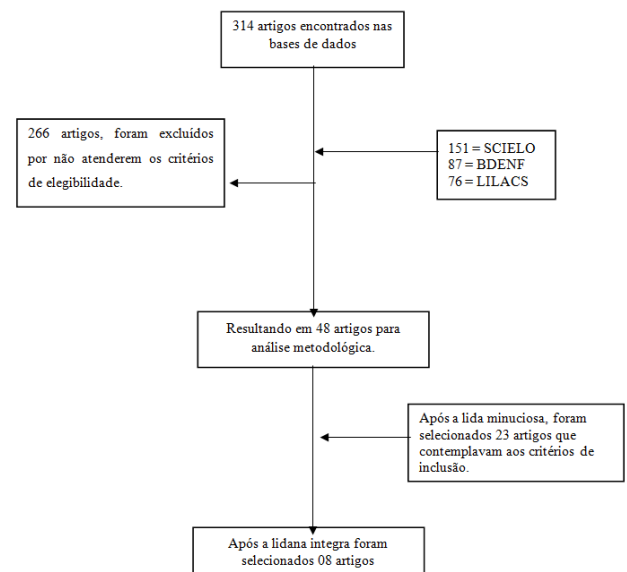 314 artigos encontrados nas
bases de dados
266 artigos, foram excluídos
por não atenderem os critérios
de elegibilidade.
151 = SCIELO
87 = BDENF
76 = LILACS
Resultando em 48 artigos para
análise metodológica.
Após a lida minuciosa, foram
selecionados 23 artigos que
contemplavam aos critérios de
inclusão.
Após a lidana integra foram
selecionados 08 artigos